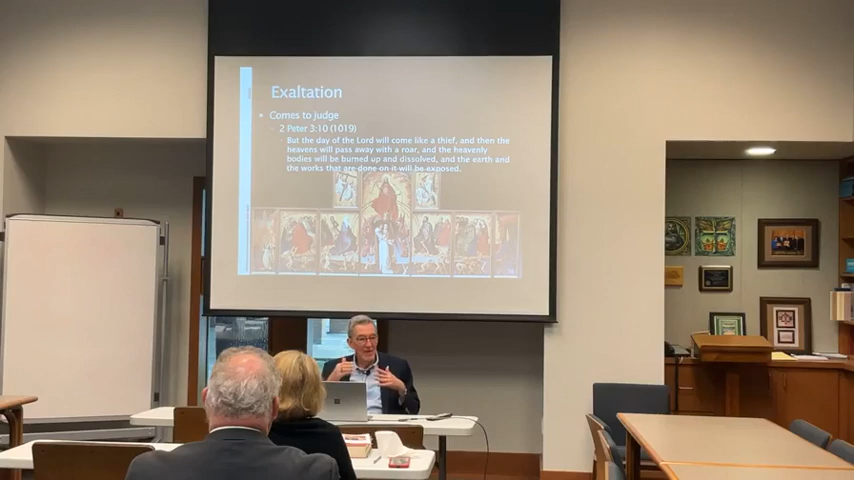 Exaltation
• Comes to Judge
2 Peter 3:10 (1019)
But the day of the Lord will come like a thief, and then the
heavens will pass away with a roar, and the heavenly
bodies will be burned up and dissolved, and the earth and
the works that are done on it will be exposed.